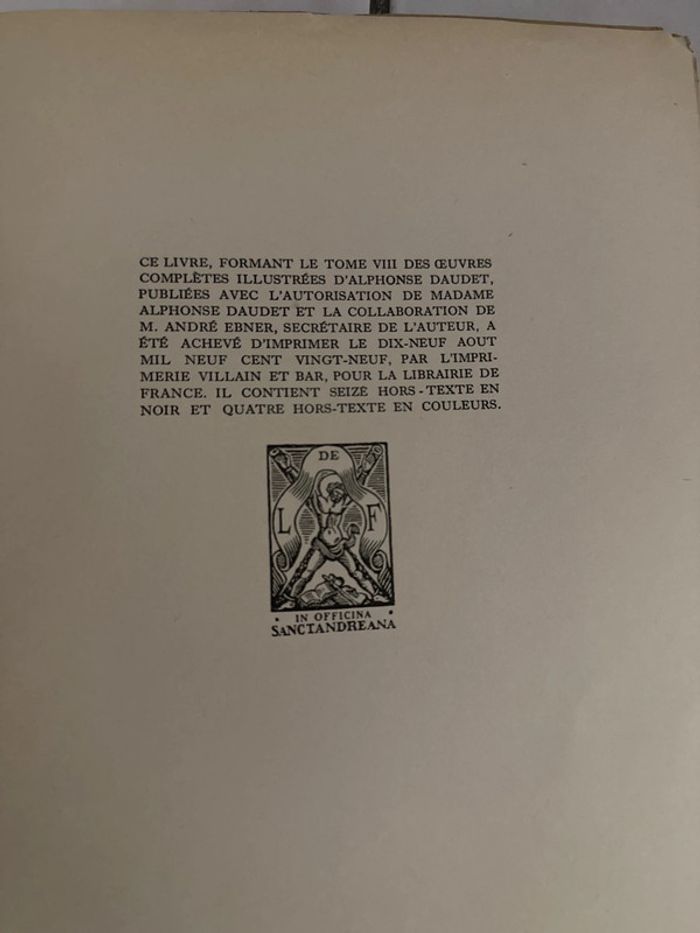 CE LIVRE, FORMANT LE TOME VIII DES ŒUVRES
COMPLÈTES ILLUSTRÉES D'ALPHONSE DAUDET,
PUBLIÉES AVEC L'AUTORISATION DE MADAME
ALPHONSE DAUDET ET LA COLLABORATION DE
M. ANDRÉ EBNER, SECRÉTAIRE DE L'AUTEUR, A
ÉTÉ ACHEVÉ D'IMPRIMER LE DIX-NEUF AOUT
MIL NEUF CENT VINGT-NEUF, PAR L'IMPRI-
MERIE VILLAIN ET BAR, POUR LA LIBRAIRIE DE
FRANCE. IL CONTIENT SEIZE HORS-TEXTE EN
NOIR ET QUATRE HORS-TEXTE EN COULEURS.
DE
L F
• IN OFFICINA •
SANCTANDREANA